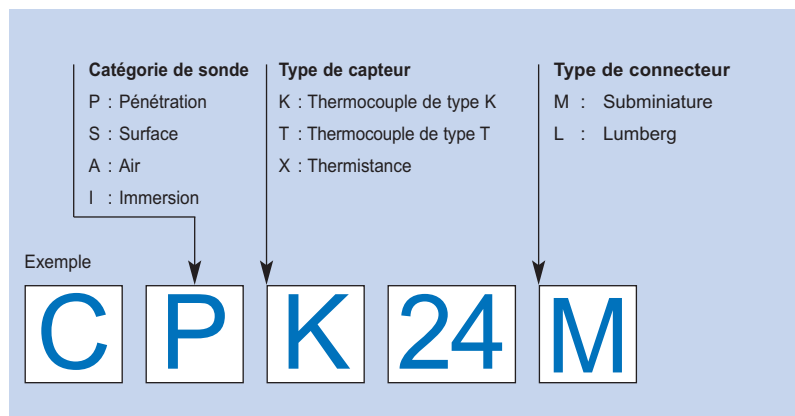 Catégorie de sonde
P : Pénétration
S : Surface
A : Air
I : Immersion
Type de capteur
K : Thermocouple de type K
T : Thermocouple de type T
X : Thermistance
Type de connecteur
M : Subminiature
L : Lumberg
Exemple
C P K 24 M